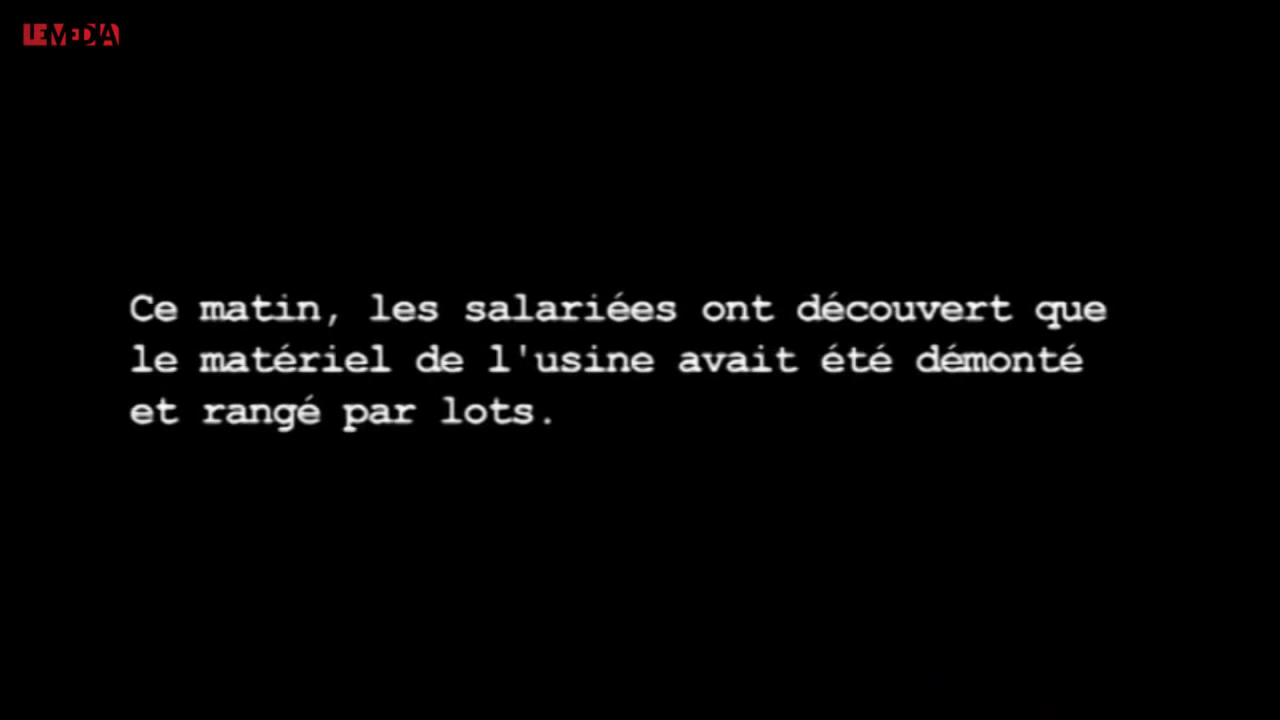 LEMEDIA
Ce matin, les salariées ont découvert que
le matériel de l'usine avait été démonté
et rangé par lots.